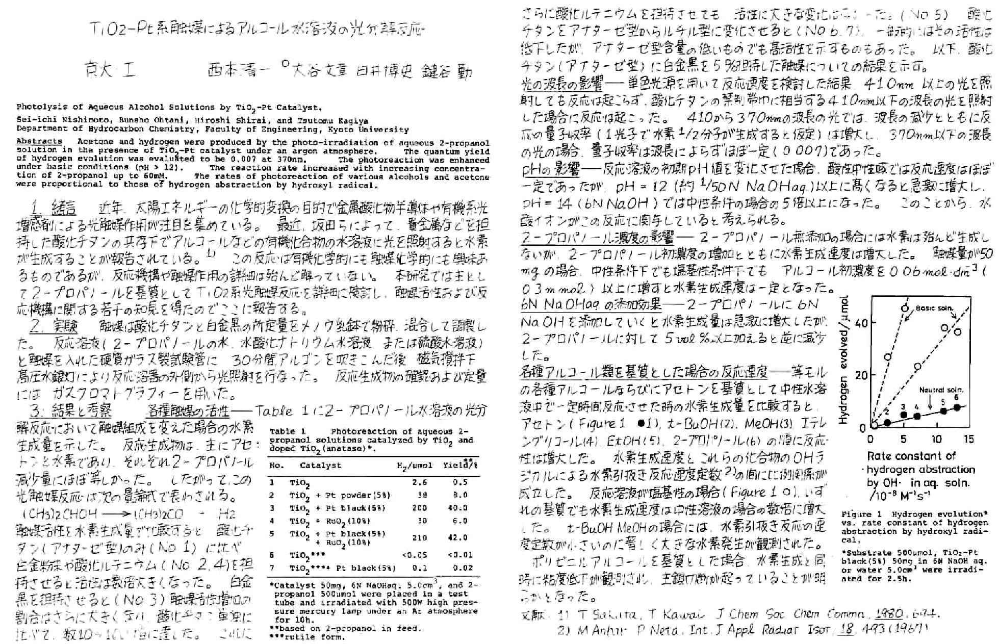 TiO2-Pt系触媒によるアルコール水溶液の光分解反応
京大・工 西本清一 °大谷文章 白井博史 鍵谷勤
Photolysis of Aqueous Alcohol Solutions by TiO2-Pt Catalyst.
Sei-ichi Nishimoto, Bunsho Ohtani, Hiroshi Shirai, and Tsutomu Kagiya
Department of Hydrocarbon Chemistry, Faculty of Engineering, Kyoto University
Abstracts Acetone and hydrogen were produced by the photo-irradiation of aqueous 2-propanol
solution in the presence of TiO2-Pt catalyst under an argon atmosphere. The quantum yield
of hydrogen evolution was evaluated to be 0.007 at 370nm. The photoreaction was enhanced
under basic conditions (pH > 12). The reaction rate increased with increasing concentra-
tion of 2-propanol up to 60mM. The rates of photoreaction of various alcohols and acetone
were proportional to those of hydrogen abstraction by hydroxyl radical.
1. 緒言 近年、太陽エネルギーの化学的変換の目的で金属酸化物半導体や有機系光
増感剤による光触媒作用が注目を集めている。 最近、坂田らによって、貴金属などを担
持した酸化チタンの共存下でアルコールなどの有機化合物の水溶液に光を照射すると水素
が生成することが報告されている。1) この反応は有機化学的にも触媒化学的にも興味あ
るものであるが、反応機構や触媒作用の詳細は殆んど解っていない。 本研究では主とし
て2-プロパノールを基質としてTiO2系光触媒反応を詳細に検討し、触媒活性および反
応機構に関する若干の知見を得たのでここに報告する。
2. 実験 触媒は酸化チタンと白金黒の所定量をメノウ乳鉢で粉砕、混合して調製し
た。 反応溶液(2-プロパノールの水、水酸化ナトリウム水溶液、または硫酸水溶液)
と触媒を入れた硬質ガラス製試験管に 30分間アルゴンを吹きこんだ後 磁気撹拌下
高圧水銀灯により反応溶器の外側から光照射を行なった。 反応生成物の確認および定量
には ガスクロマトグラフィーを用いた。
3. 結果と考察 各種触媒の活性——Table 1に2-プロパノール水溶液の光分
解反応において触媒組成を変えた場合の水素
生成量を示した。 反応生成物は、主にアセ
トンと水素であり、それぞれ2-プロパノール
減少量にほぼ等しかった。 したがって、この
光触媒反応は次の量論式で表わされる。
(CH3)2CHOH ⟶ (CH3)2CO + H2
触媒活性を水素生成量で比較すると 酸化チ
タン(アナターゼ型)のみ(No 1) に比べ
白金粉末や酸化ルテニウム(No 2,4)を担
持させると活性は数倍大きくなった。 白金
黒を担持させると(No 3)触媒活性増加の
割合はさらに大きくなり、酸化チタン単独に
比べて、数10~100倍に達した。 これに
Table 1 Photoreaction of aqueous 2-
propanol solutions catalyzed by TiO2 and
doped TiO2(anatase)*.
No. Catalyst H2/umol Yield**/%
1 TiO2 2.6 0.5
2 TiO2 + Pt powder(5%) 38 8.0
3 TiO2 + Pt black(5%) 200 40.0
4 TiO2 + RuO2(10%) 30 6.0
5 TiO2 + Pt black(5%) + RuO2(10%) 210 42.0
6 TiO2*** <0.05 <0.01
7 TiO2***+ Pt black(5%) 0.1 0.02
*Catalyst 50mg, 6N NaOHaq. 5.0cm3, and 2-
propanol 500umol were placed in a test
tube and irradiated with 500W high pres-
sure mercury lamp under an Ar atmosphere
for 10h.
**based on 2-propanol in feed.
***rutile form.
さらに酸化ルテニウムを担持させても 活性に大きな変化はなかった。(No 5) 酸化
チタンをアナターゼ型からルチル型に変化させると(No 6,7)、一般的にはその活性は
低下したが、アナターゼ型含量の低いものでも高活性を示すものもあった。 以下、酸化
チタン(アナターゼ型)に白金黒を5%担持した触媒についての結果を示す。
光の波長の影響——単色光源を用いて反応速度を検討した結果、410nm 以上の光を照
射しても反応は起こらず、酸化チタンの禁制帯巾に相当する410nm以下の波長の光を照射
した場合に反応は起こった。 410から370nmの波長の光では、波長の減少とともに反
応の量子収率(1光子で水素1/2分子が生成すると仮定)は増大し、370nm以下の波長
の光の場合、量子収率は波長によらずほぼ一定(0.007)であった。
pHの影響——反応溶液の初期pH値を変化させた場合、酸性中性域では反応速度はほぼ
一定であったが、pH = 12 (約 1/50N NaOHaq.)以上に高くなると急激に増大し、
pH = 14 (6N NaOH)では中性条件の場合の5倍以上になった。 このことから、水
酸イオンがこの反応に関与していると考えられる。
2-プロパノール濃度の影響——2-プロパノール無添加の場合には水素は殆んど生成し
ないが、2-プロパノール初濃度の増加とともに水素生成速度は増大した。 触媒量が50
mgの場合、中性条件下でも塩基性条件下でも アルコール初濃度を0.06mol・dm-3(
0.3mmol)以上に増すと水素生成速度は一定となった。
6N NaOHaqの添加効果——2-プロパノールに6N
NaOHを添加していくと水素生成量は急激に増大したが、
2-プロパノールに対して5vol%以上加えると逆に減少
した。
各種アルコール類を基質とした場合の反応速度——等モル
の各種アルコールならびにアセトンを基質として中性水溶
液中で一定時間反応させた時の水素生成量を比較すると、
アセトン(Figure 1 ●1), t-BuOH(2), MeOH(3), エチレ
ングリコール(4), EtOH(5), 2-プロパノール(6)の順に反応
性は増大した。 水素生成速度と これらの化合物のOHラ
ジカルによる水素引抜き反応速度定数2)の間に比例関係が
成立した。 反応溶液が塩基性の場合(Figure 1 ○)、いず
れの基質でも水素生成速度は中性溶液の場合の数倍に増大
した。 t-BuOH MeOHの場合には、水素引抜き反応の速
度定数が小さいのに著しく大きな水素発生が観測された。
ポリビニルアルコールを基質とした場合、水素生成と同
時に粘度低下が観測され、主鎖切断が起っていることが明
らかとなった。
Hydrogen evolved/μmol
40
20
0
Basic soln.
Neutral soln.
2 3 4 5 6
0 5 10 15
Rate constant of
hydrogen abstraction
by OH· in aq. soln.
/10-8 M-1s-1
Figure 1 Hydrogen evolution*
vs. rate constant of hydrogen
abstraction by hydroxyl radi-
cal.
*Substrate 500umol, TiO2-Pt
black(5%) 50mg in 6N NaOH aq.
or water 5.0cm3 were irradi-
ated for 2.5h.
文献 1) T Sakata, T Kawai J Chem Soc Chem Commn, 1980, 694.
2) M Anbar P Neta, Int. J Appl Radiat Isot, 18, 493 (1967)